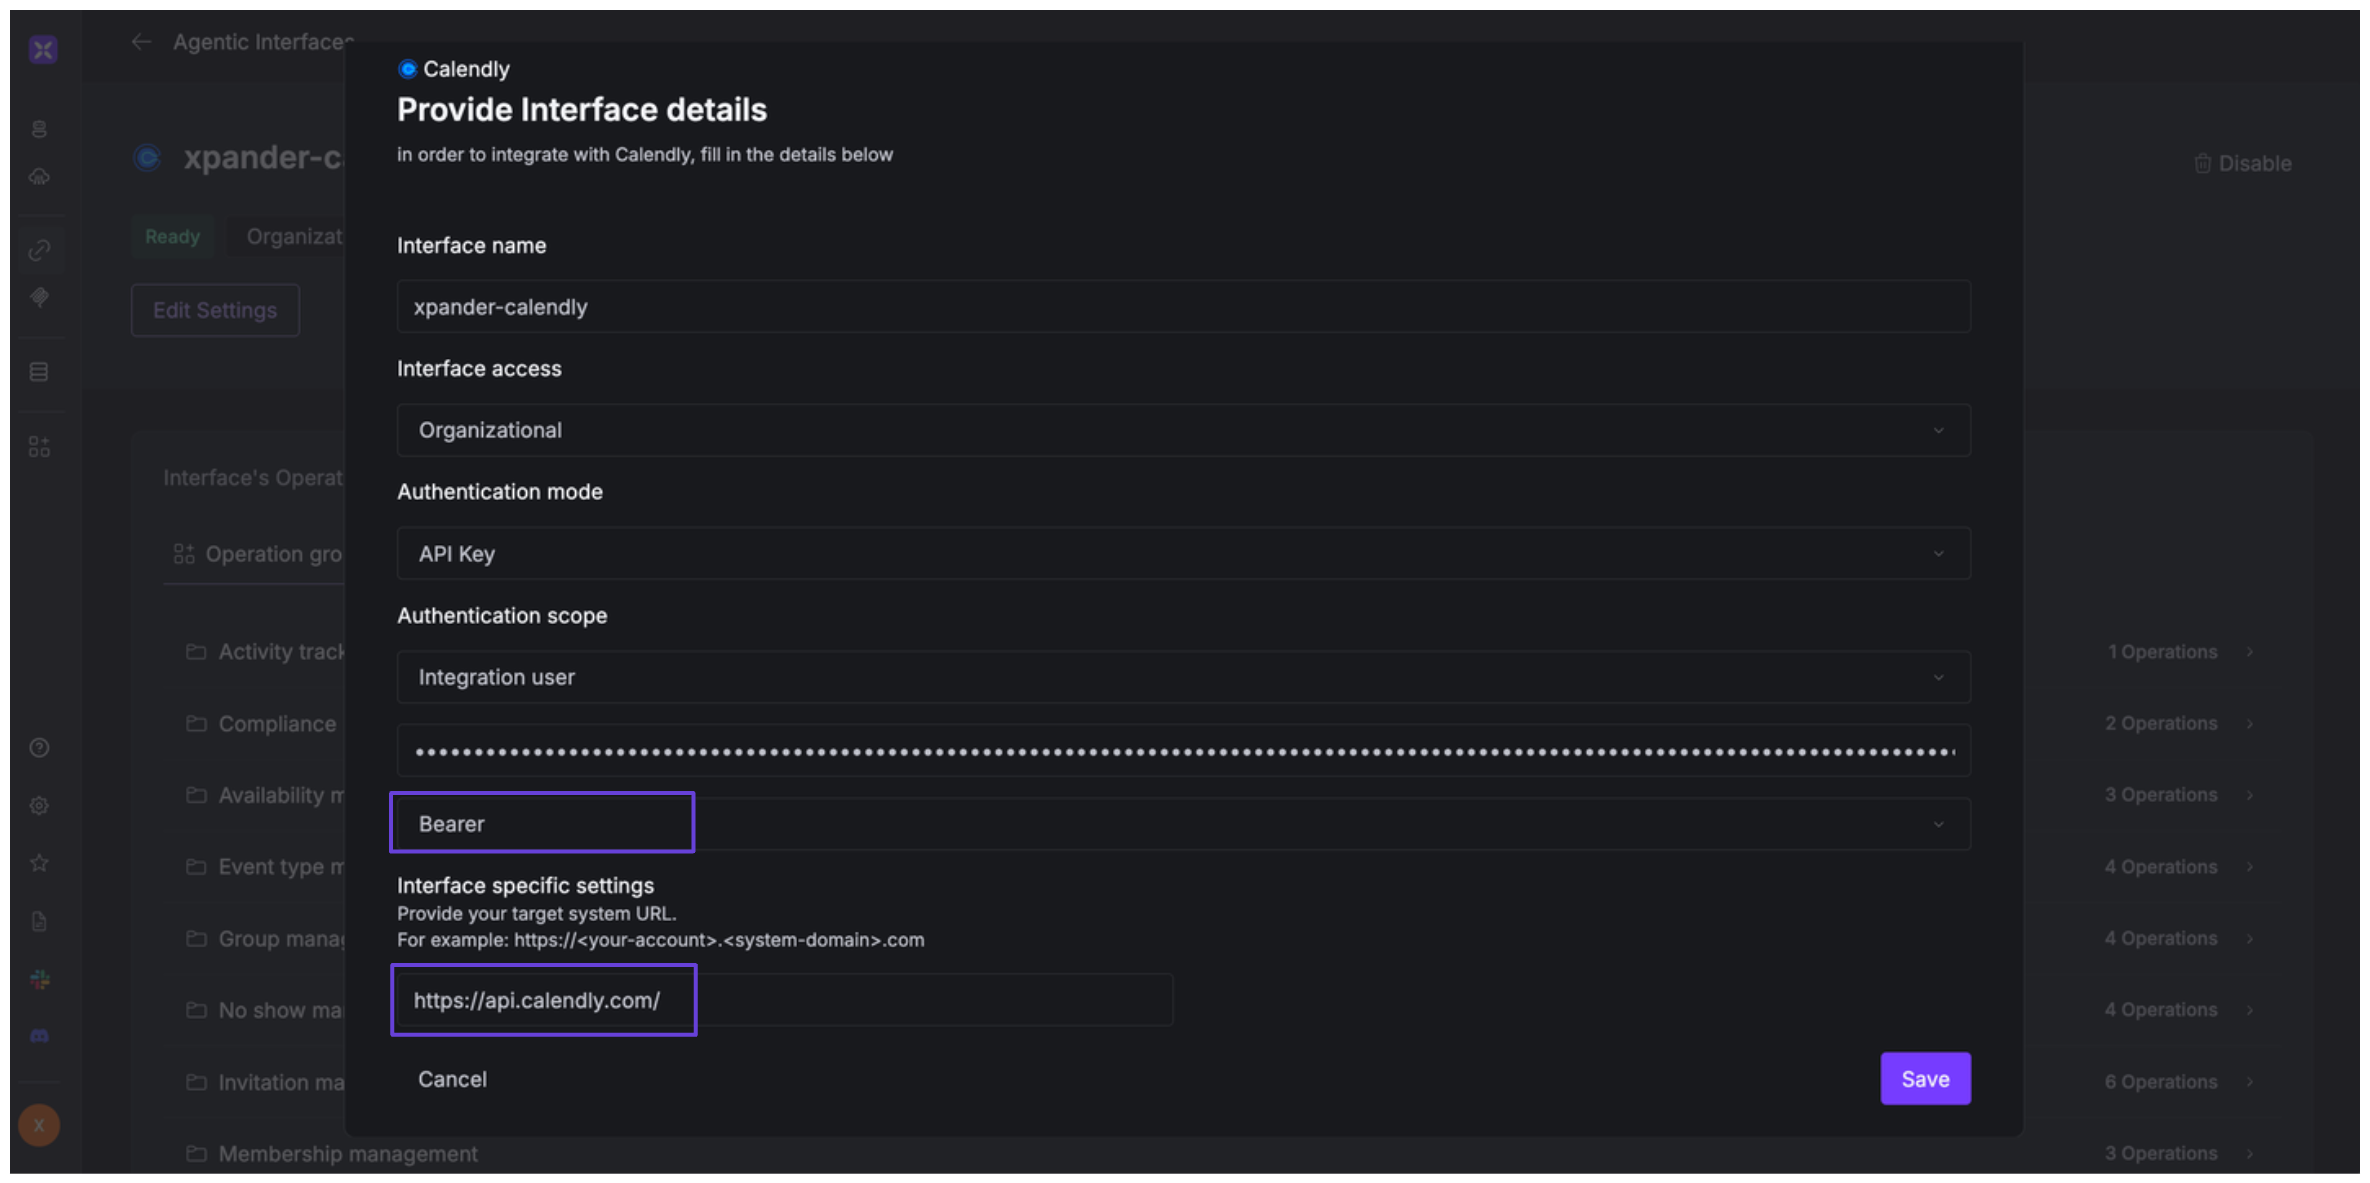 Agentic Interfaces
Calendly
Provide Interface details
in order to integrate with Calendly, fill in the details below
xpander-c
Disable
Ready
Organizat
Edit Settings
Interface name
xpander-calendly
Interface access
Organizational
Authentication mode
API Key
Authentication scope
Integration user
••••••••••••••••••••••••••••••••••••••••••••••••••••••••••••••••••••••••••••••••••••••••••••••••••••••••••••••••••••••••••••••••••
Bearer
Interface specific settings
Provide your target system URL.
For example: https://<your-account>.<system-domain>.com
https://api.calendly.com/
Cancel
Save
Interface's Operat
Operation gro
Activity track
1 Operations
Compliance
2 Operations
Availability m
3 Operations
Event type m
4 Operations
Group manag
4 Operations
No show ma
4 Operations
Invitation ma
6 Operations
Membership management
3 Operations
X